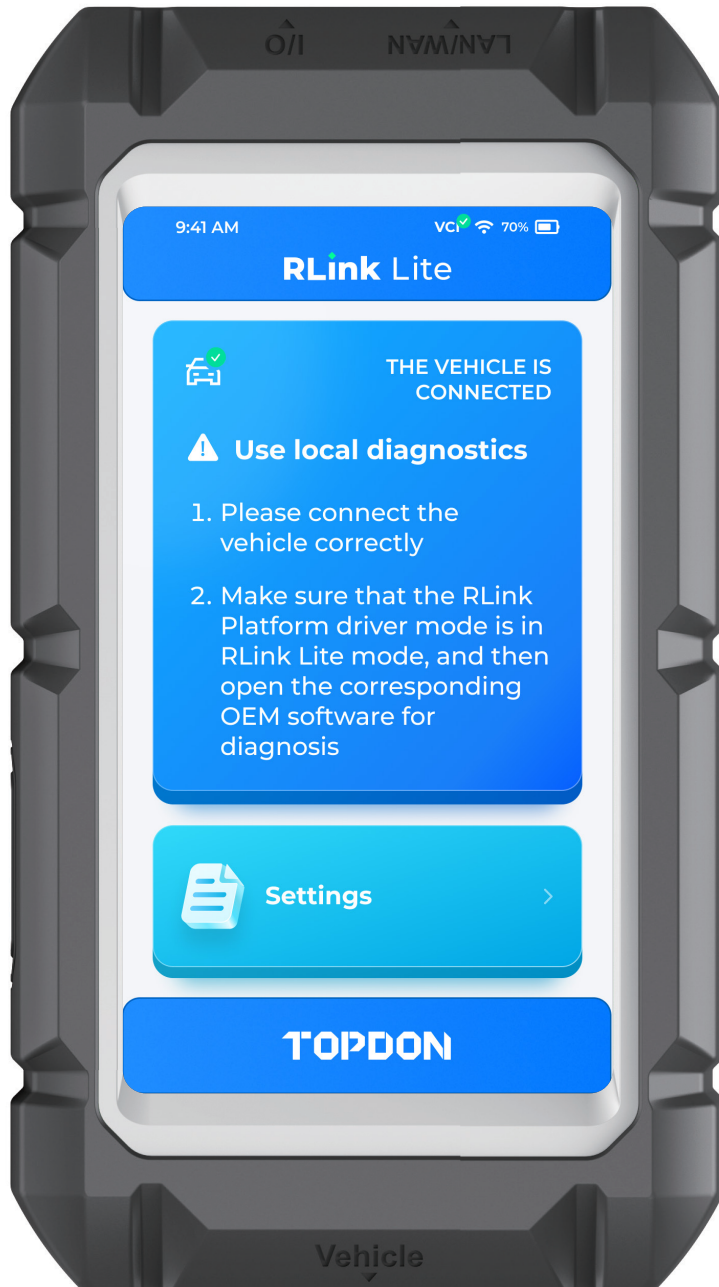 I/O LAN/WAN
9:41 AM VCI 70%
RLink Lite
THE VEHICLE IS
CONNECTED
Use local diagnostics
1. Please connect the
vehicle correctly
2. Make sure that the RLink
Platform driver mode is in
RLink Lite mode, and then
open the corresponding
OEM software for
diagnosis
Settings
TOPDON
Vehicle